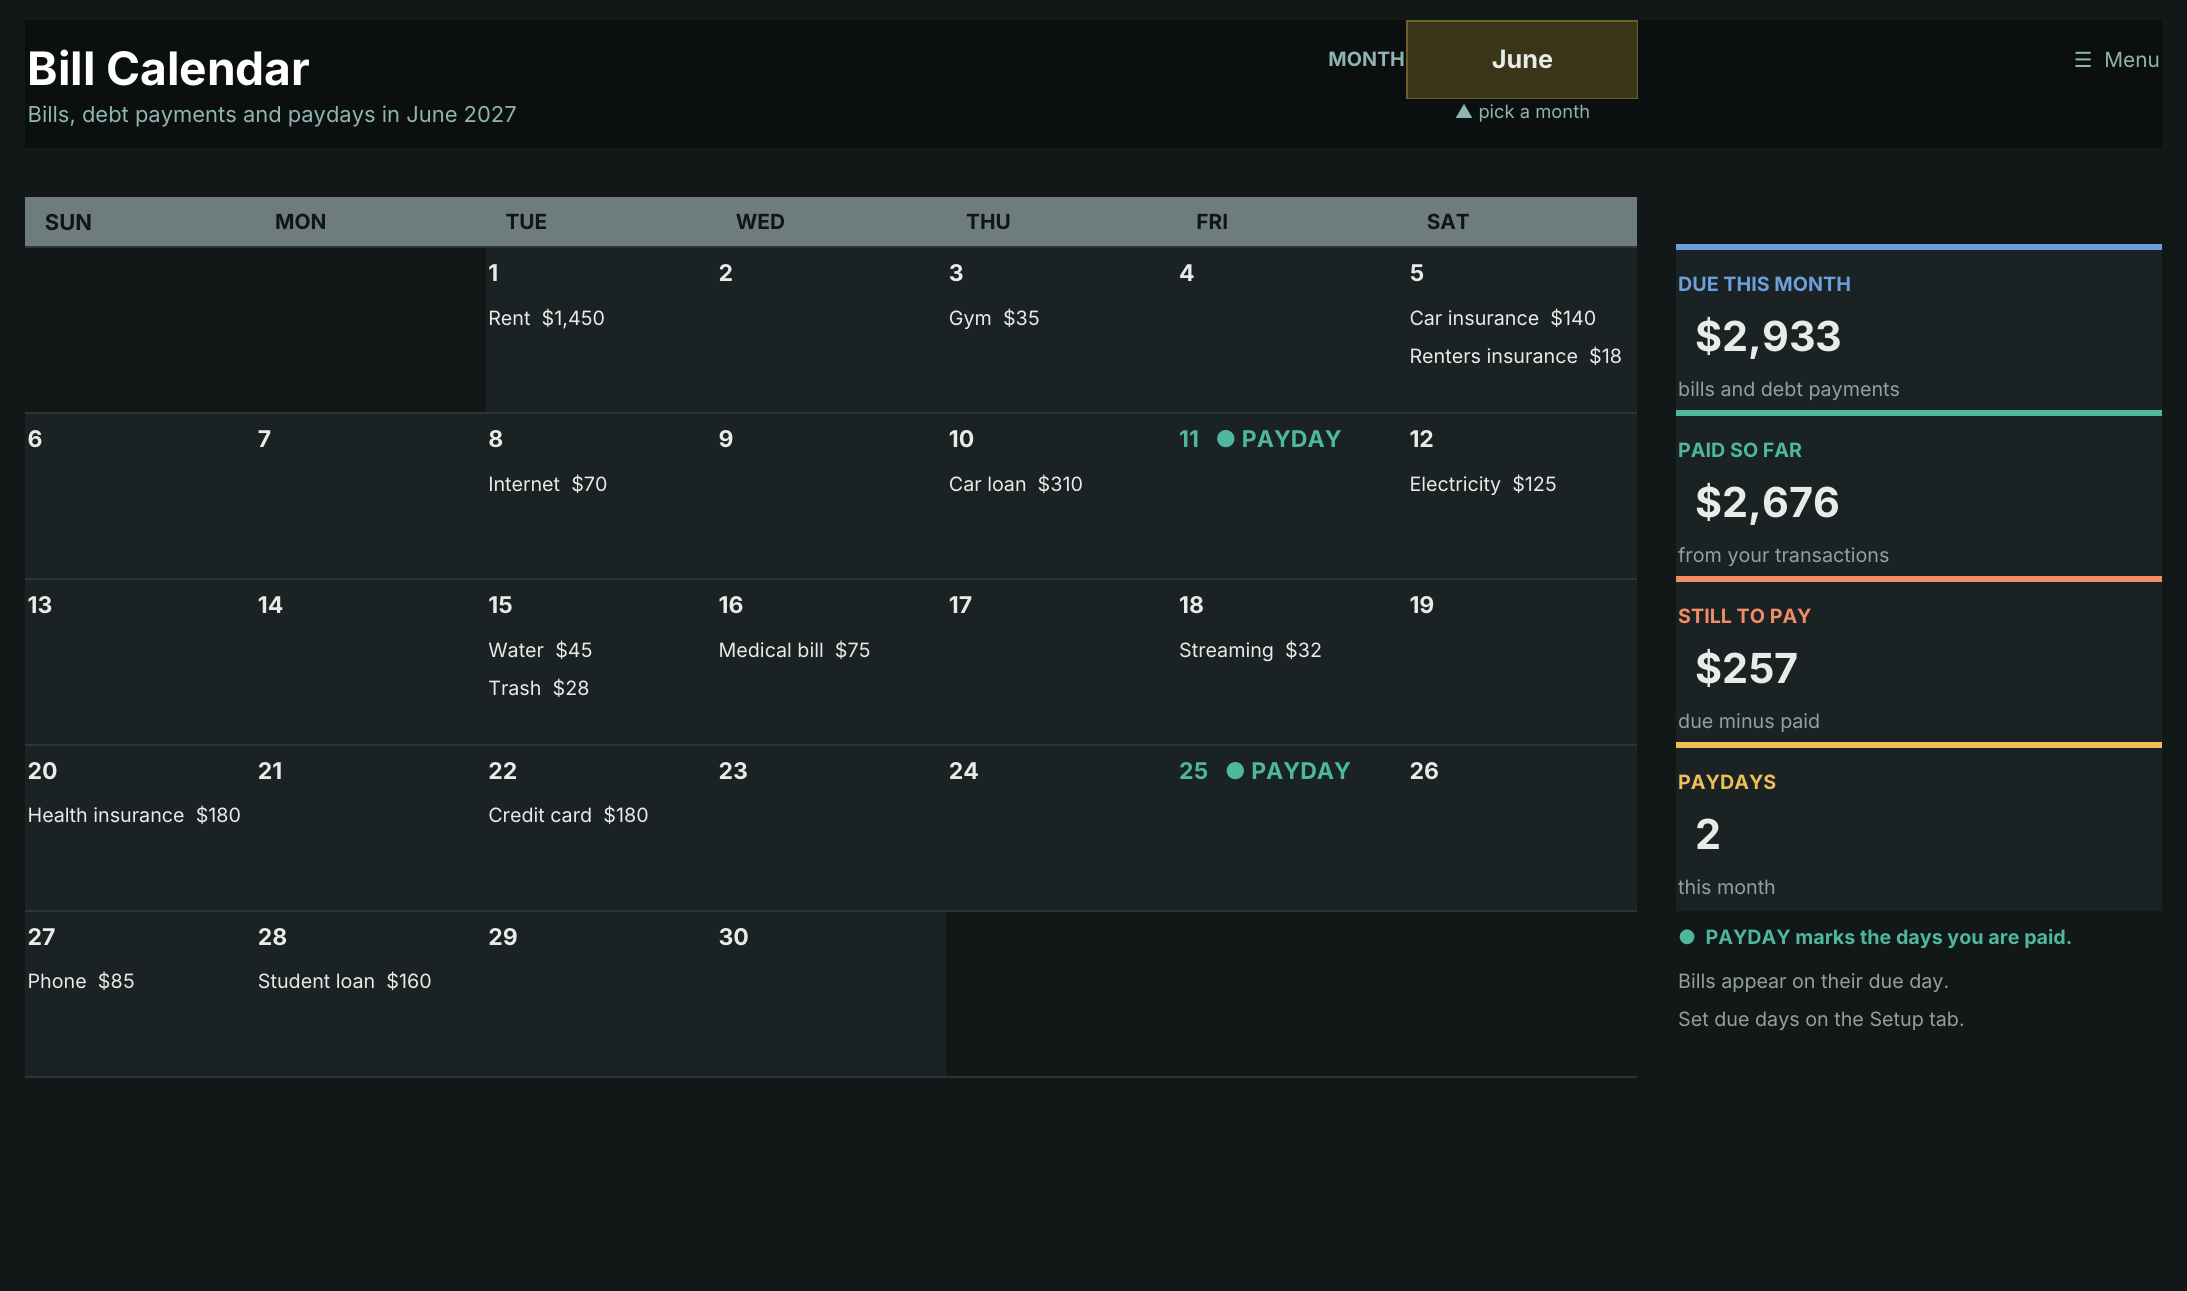 Bill Calendar
MONTH June ☰ Menu
Bills, debt payments and paydays in June 2027
▲ pick a month
SUN MON TUE WED THU FRI SAT
1 2 3 4 5
Rent $1,450 Gym $35 Car insurance $140
Renters insurance $18
6 7 8 9 10 11 ● PAYDAY 12
Internet $70 Car loan $310 Electricity $125
13 14 15 16 17 18 19
Water $45 Medical bill $75 Streaming $32
Trash $28
20 21 22 23 24 25 ● PAYDAY 26
Health insurance $180 Credit card $180
27 28 29 30
Phone $85 Student loan $160
DUE THIS MONTH
$2,933
bills and debt payments
PAID SO FAR
$2,676
from your transactions
STILL TO PAY
$257
due minus paid
PAYDAYS
2
this month
● PAYDAY marks the days you are paid.
Bills appear on their due day.
Set due days on the Setup tab.